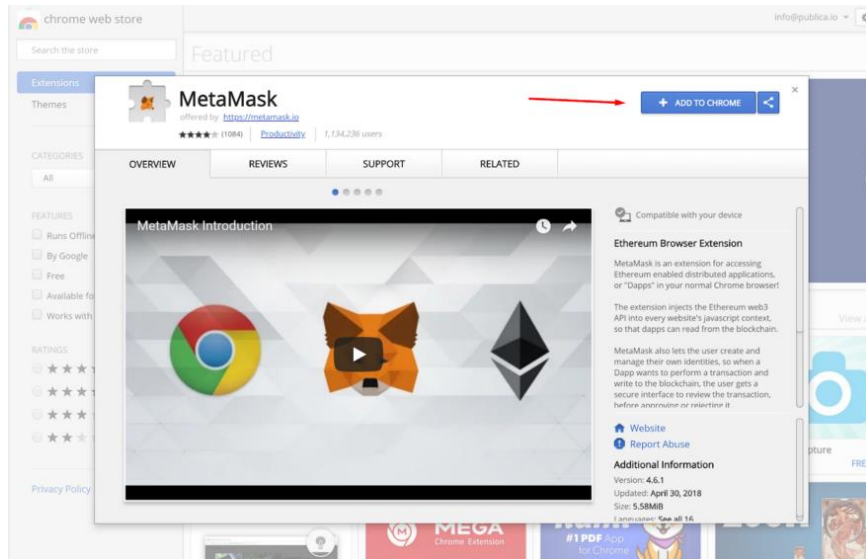 chrome web store
info@publica.io
Search the store
Featured
Extensions
Themes
CATEGORIES
All
FEATURES
Runs Offline
By Google
Free
Available fo
Works with
RATINGS
Privacy Policy
MetaMask
offered by https://metamask.io
(1084) Productivity 1,134,236 users
ADD TO CHROME
OVERVIEW REVIEWS SUPPORT RELATED
MetaMask Introduction
Compatible with your device
Ethereum Browser Extension
MetaMask is an extension for accessing
Ethereum enabled distributed applications,
or "Dapps" in your normal Chrome browser!
The extension injects the Ethereum web3
API into every website's javascript context,
so that dapps can read from the blockchain.
MetaMask also lets the user create and
manage their own identities, so when a
Dapp wants to perform a transaction and
write to the blockchain, the user gets a
secure interface to review the transaction,
before approving or rejecting it.
Website
Report Abuse
Additional Information
Version: 4.6.1
Updated: April 30, 2018
Size: 5.58MiB
Languages: See all 16
View a
pture
FREE
MEGA
Chrome Extension
#1 PDF App
for Chrome